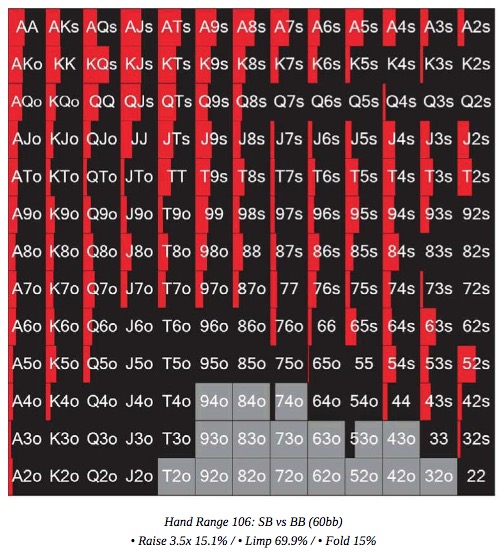 AA AKs AQs AJs ATs A9s A8s A7s A6s A5s A4s A3s A2s
AKo KK KQs KJs KTs K9s K8s K7s K6s K5s K4s K3s K2s
AQo KQo QQ QJs QTs Q9s Q8s Q7s Q6s Q5s Q4s Q3s Q2s
AJo KJo QJo JJ JTs J9s J8s J7s J6s J5s J4s J3s J2s
ATo KTo QTo JTo TT T9s T8s T7s T6s T5s T4s T3s T2s
A9o K9o Q9o J9o T9o 99 98s 97s 96s 95s 94s 93s 92s
A8o K8o Q8o J8o T8o 98o 88 87s 86s 85s 84s 83s 82s
A7o K7o Q7o J7o T7o 97o 87o 77 76s 75s 74s 73s 72s
A6o K6o Q6o J6o T6o 96o 86o 76o 66 65s 64s 63s 62s
A5o K5o Q5o J5o T5o 95o 85o 75o 65o 55 54s 53s 52s
A4o K4o Q4o J4o T4o 94o 84o 74o 64o 54o 44 43s 42s
A3o K3o Q3o J3o T3o 93o 83o 73o 63o 53o 43o 33 32s
A2o K2o Q2o J2o T2o 92o 82o 72o 62o 52o 42o 32o 22
Hand Range 106: SB vs BB (60bb)
• Raise 3.5x 15.1% / • Limp 69.9% / • Fold 15%